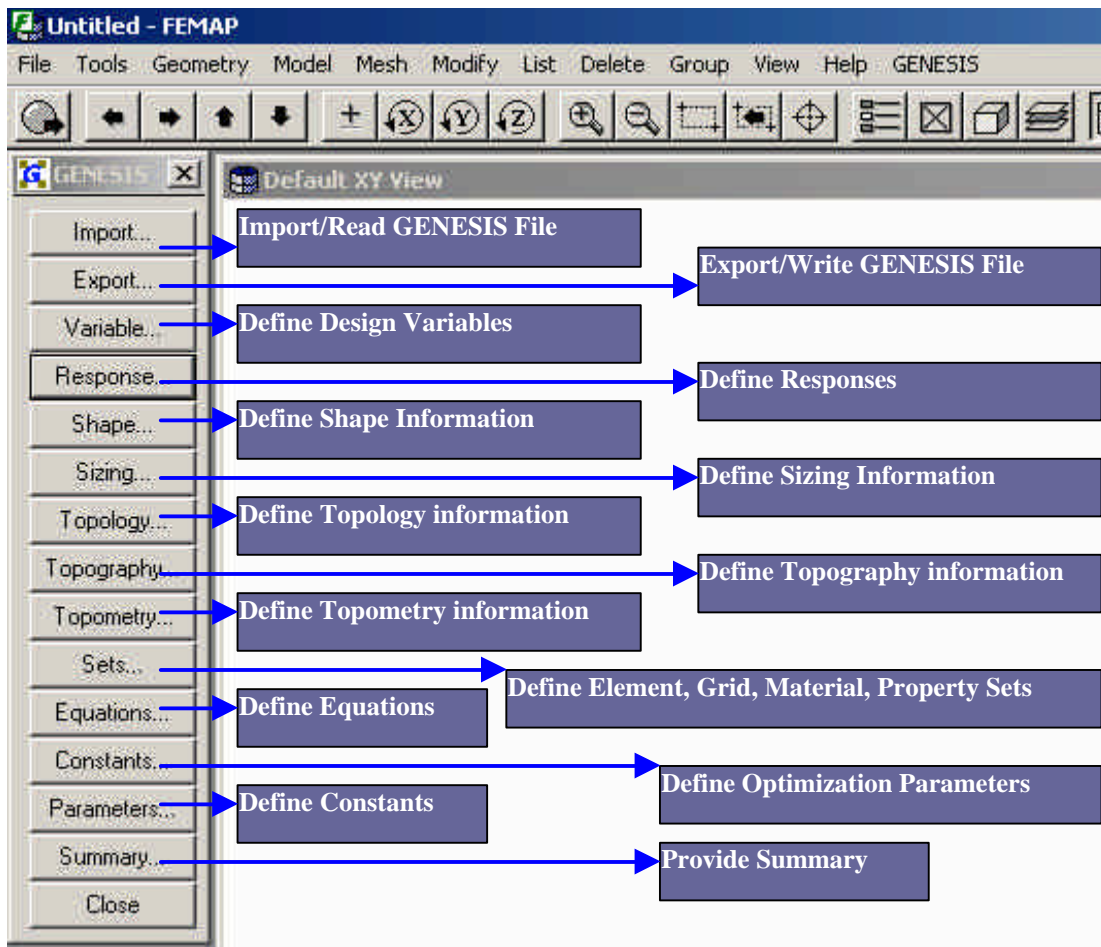 Untitled - FEMAP
File Tools Geometry Model Mesh Modify List Delete Group View Help GENESIS
± X Y Z
G GENESIS
Default XY View
Import...
Import/Read GENESIS File
Export...
Export/Write GENESIS File
Variable...
Define Design Variables
Response...
Define Responses
Shape...
Define Shape Information
Sizing...
Define Sizing Information
Topology...
Define Topology information
Topography...
Define Topography information
Topometry...
Define Topometry information
Sets...
Define Element, Grid, Material, Property Sets
Equations...
Define Equations
Constants...
Define Optimization Parameters
Parameters...
Define Constants
Summary...
Provide Summary
Close